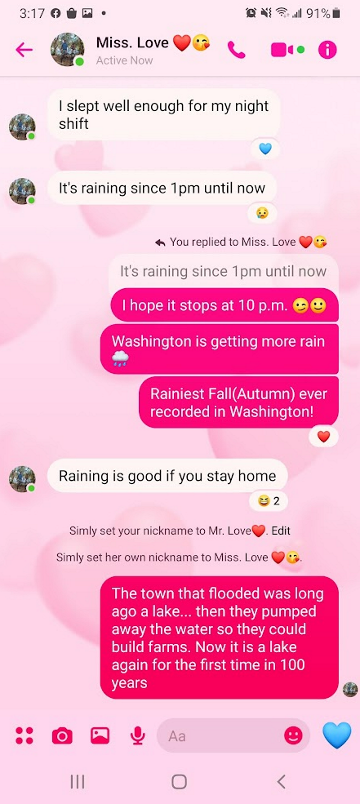 3:17 91%
Miss. Love ❤️😘
Active Now
I slept well enough for my night
shift
It's raining since 1pm until now
You replied to Miss. Love ❤️😘
It's raining since 1pm until now
I hope it stops at 10 p.m. 😉🙂
Washington is getting more rain
🌧️
Rainiest Fall(Autumn) ever
recorded in Washington!
Raining is good if you stay home
2
Simly set your nickname to Mr. Love❤️. Edit
Simly set her own nickname to Miss. Love ❤️😘.
The town that flooded was long
ago a lake... then they pumped
away the water so they could
build farms. Now it is a lake
again for the first time in 100
years
Aa